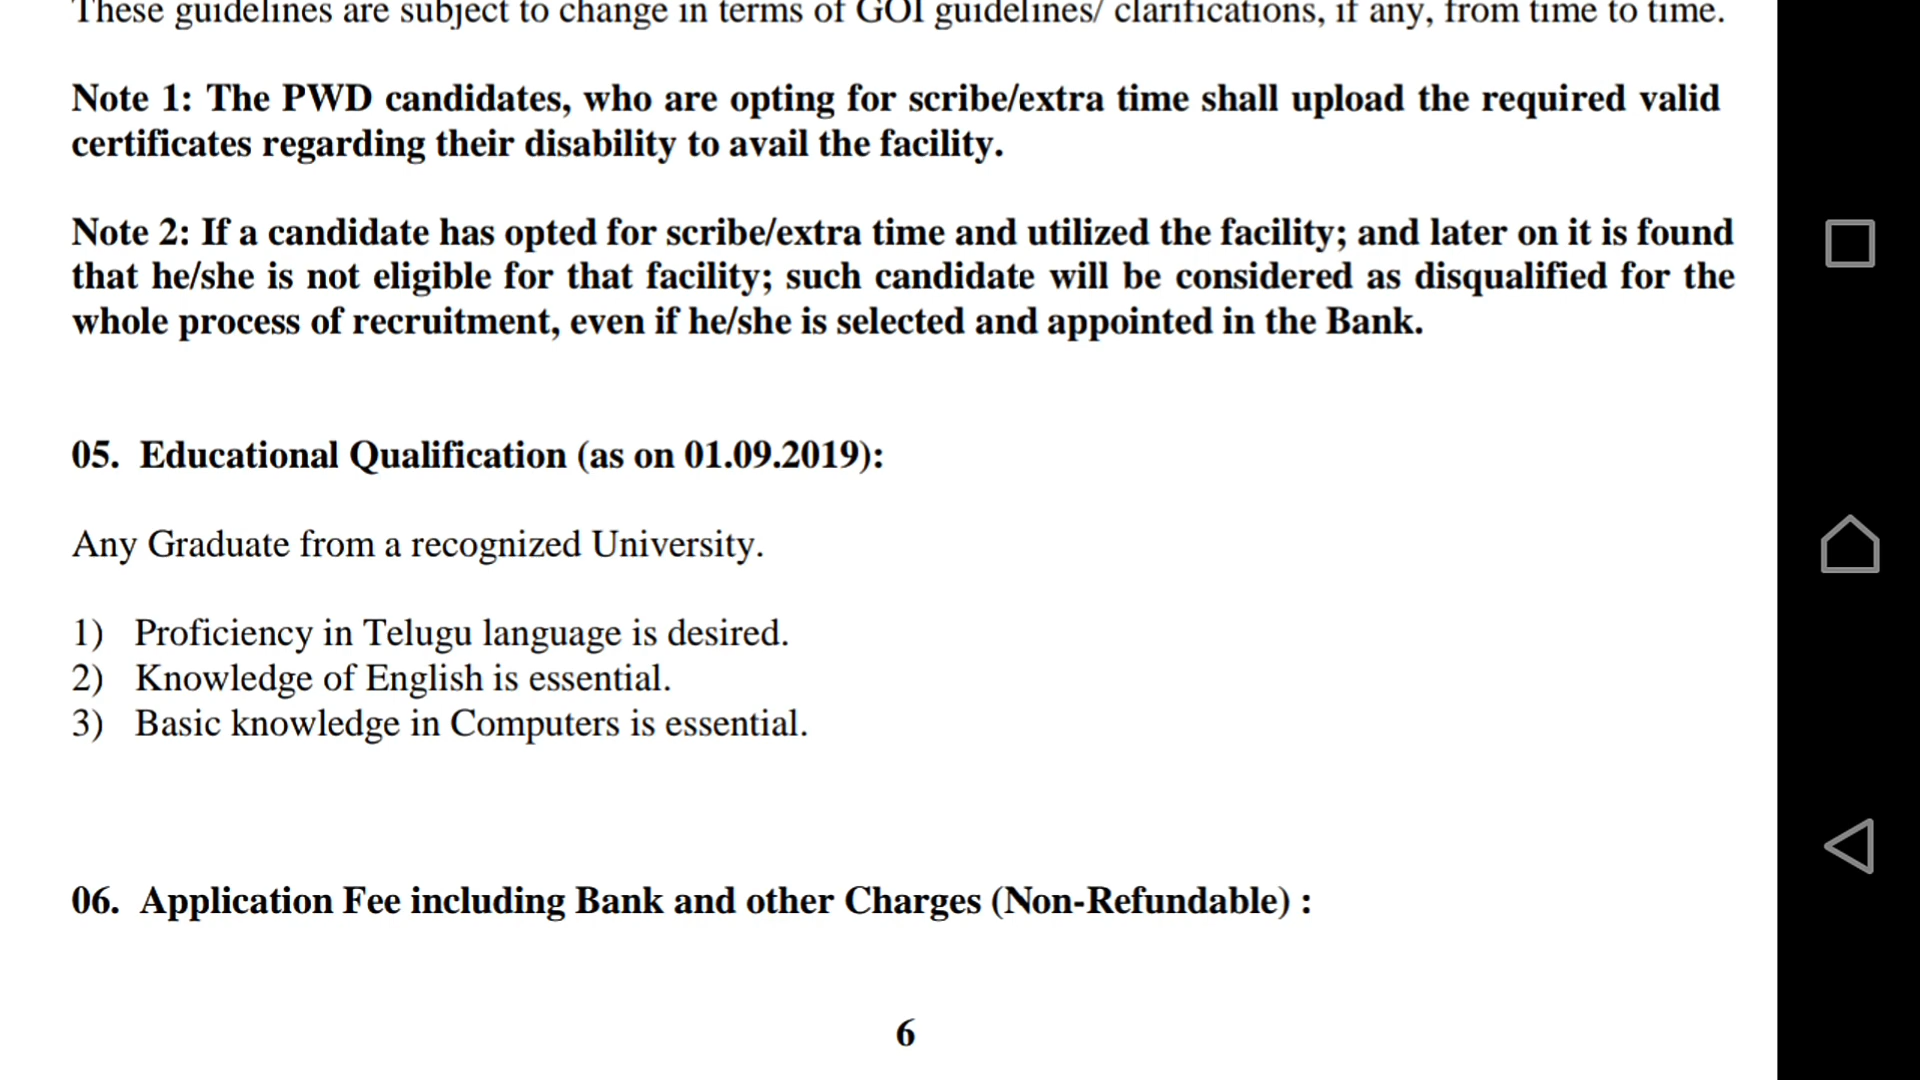 These guidelines are subject to change in terms of GOI guidelines/ clarifications, if any, from time to time.
Note 1: The PWD candidates, who are opting for scribe/extra time shall upload the required valid
certificates regarding their disability to avail the facility.
Note 2: If a candidate has opted for scribe/extra time and utilized the facility; and later on it is found
that he/she is not eligible for that facility; such candidate will be considered as disqualified for the
whole process of recruitment, even if he/she is selected and appointed in the Bank.
05. Educational Qualification (as on 01.09.2019):
Any Graduate from a recognized University.
1) Proficiency in Telugu language is desired.
2) Knowledge of English is essential.
3) Basic knowledge in Computers is essential.
06. Application Fee including Bank and other Charges (Non-Refundable) :
6